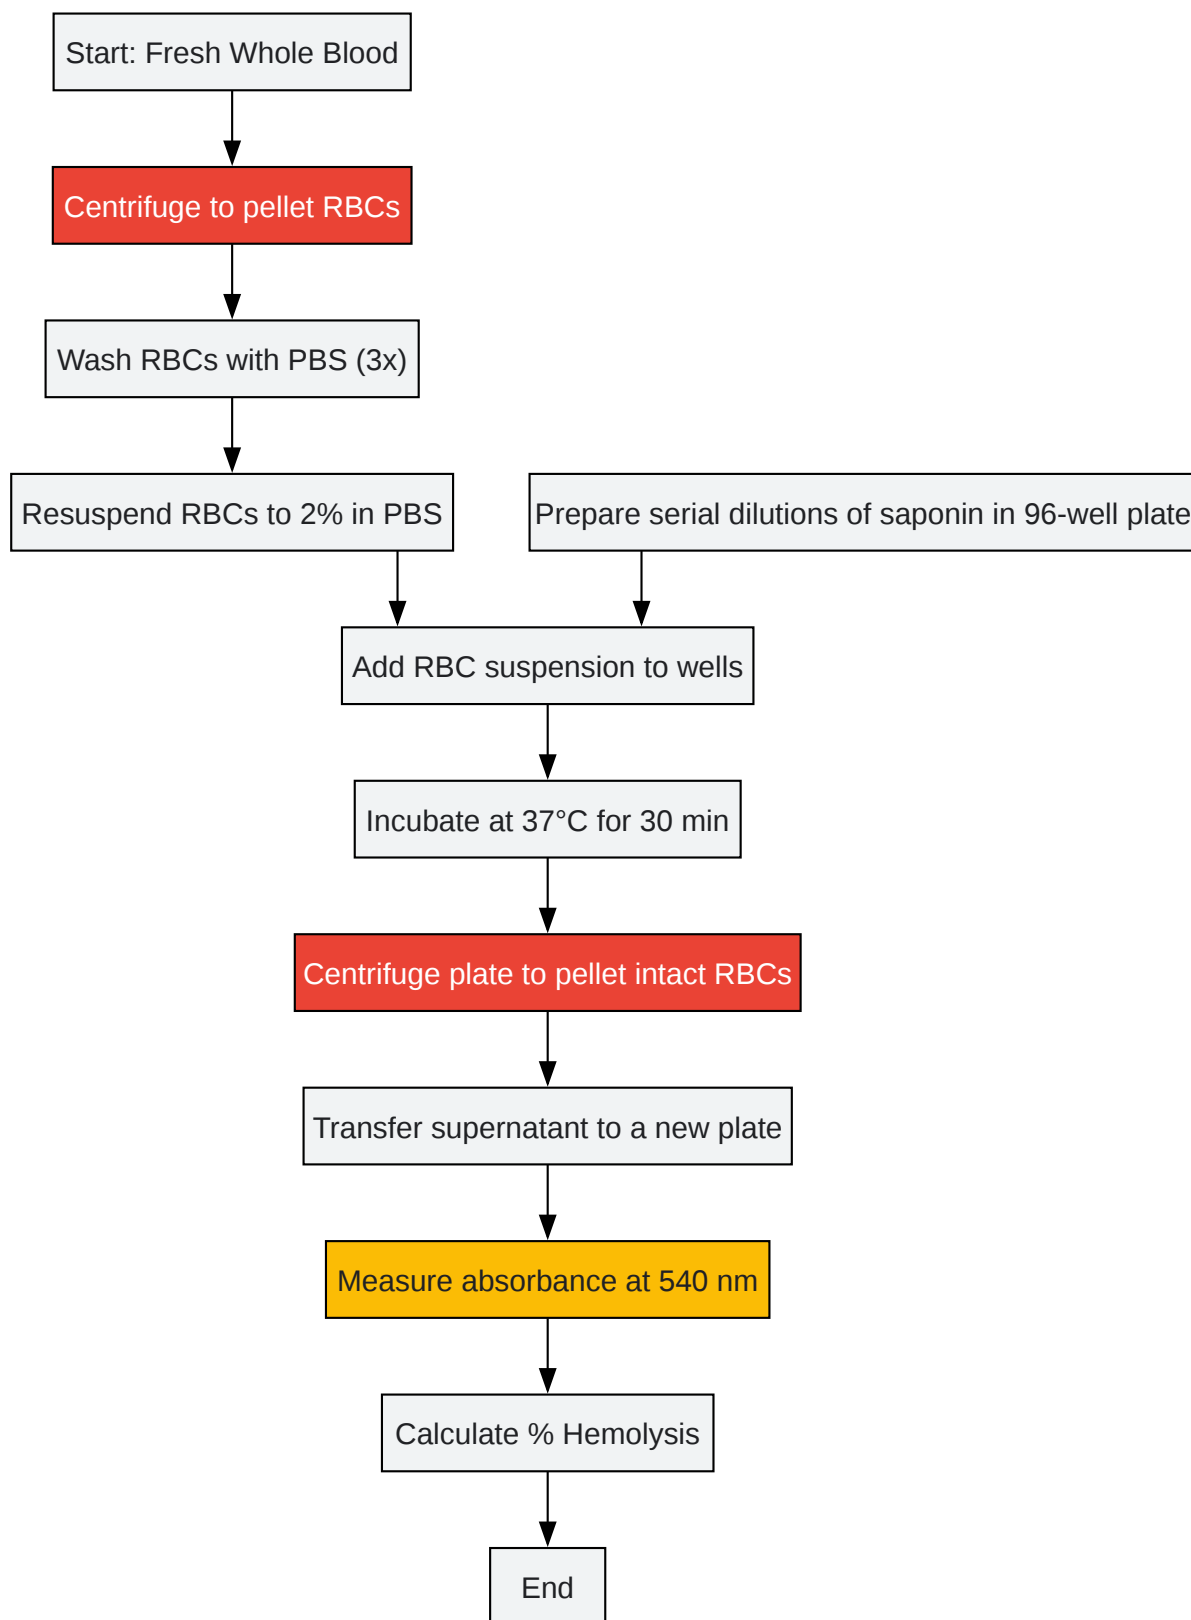 Start: Fresh Whole Blood
Centrifuge to pellet RBCs
Wash RBCs with PBS (3x)
Resuspend RBCs to 2% in PBS
Prepare serial dilutions of saponin in 96-well plate
Add RBC suspension to wells
Incubate at 37°C for 30 min
Centrifuge plate to pellet intact RBCs
Transfer supernatant to a new plate
Measure absorbance at 540 nm
Calculate % Hemolysis
End